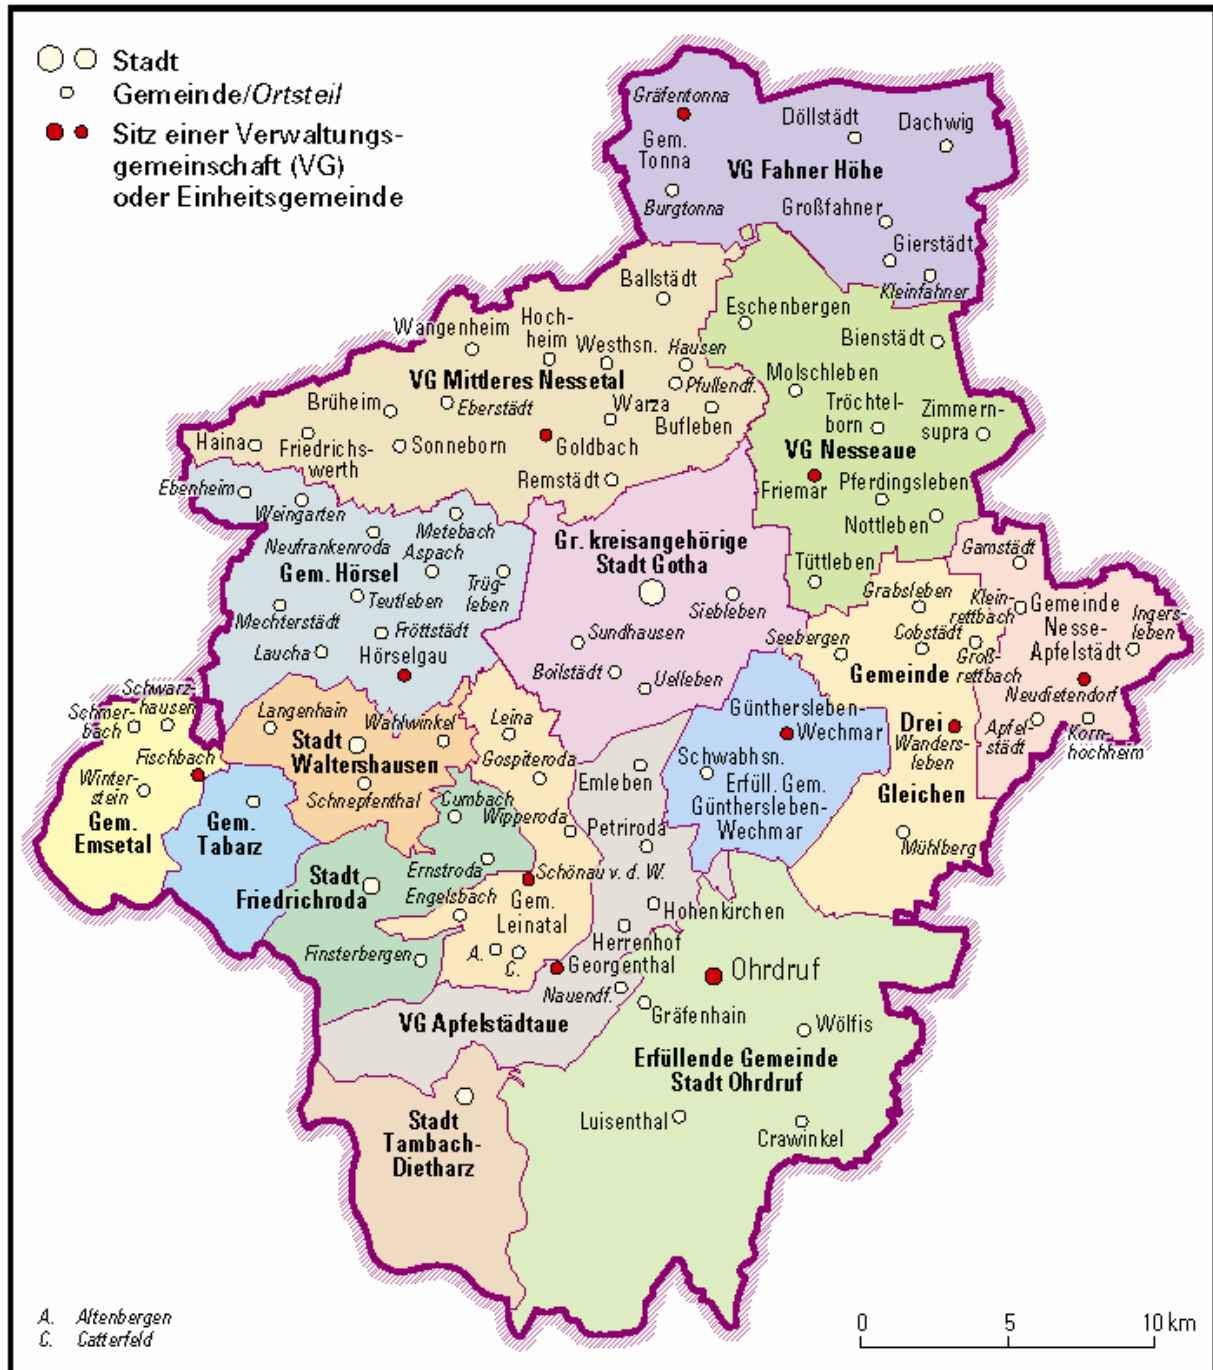 Stadt
Gemeinde/Ortsteil
Sitz einer Verwaltungs-
gemeinschaft (VG)
oder Einheitsgemeinde
Gräfentonna
Döllstädt
Dachwig
Gem.
Tonna
VG Fahner Höhe
Burgtonna
Großfahner
Gierstädt
Kleinfahner
Ballstädt
Eschenbergen
Bienstädt
Wangenheim
Hoch-
heim
Westhsn.
Hausen
VG Mittleres Nessetal
Pfullendf.
Molschleben
Brüheim
Eberstädt
Warza
Bufleben
Tröchtel-
born
Zimmern-
supra
Haina
Friedrichs-
werth
Sonneborn
Goldbach
VG Nesseaue
Remstädt
Friemar
Pferdingsleben
Nottleben
Ebenheim
Weingarten
Metebach
Neufrankenroda
Aspach
Gem. Hörsel
Trüg-
leben
Teutleben
Mechterstädt
Fröttstädt
Laucha
Hörselgau
Gr. kreisangehörige
Stadt Gotha
Siebleben
Sundhausen
Boilstädt
Uelleben
Tüttleben
Gamstädt
Grabsleben
Klein-
rettbach
Gemeinde
Nesse-
Apfelstädt
Ingers-
leben
Seebergen
Cobstädt
Groß-
rettbach
Gemeinde
Drei
Gleichen
Wanders-
leben
Mühlberg
Neudietendorf
Apfel-
städt
Korn-
hochheim
Schwarz-
hausen
Schmer-
bach
Fischbach
Winter-
stein
Gem.
Emsetal
Langenhain
Wahlwinkel
Stadt
Waltershausen
Schnepfenthal
Leina
Gospiteroda
Günthersleben-
Wechmar
Schwabhsn.
Erfüll. Gem.
Günthersleben-
Wechmar
Emleben
Gem.
Tabarz
Cumbach
Wipperoda
Petriroda
Stadt
Friedrichroda
Ernstroda
Schönau v. d. W.
Engelsbach
Gem.
Leinatal
Hohenkirchen
Herrenhof
Finsterbergen
A.
C.
Georgenthal
Nauendf.
Ohrdruf
Gräfenhain
Wölfis
VG Apfelstädtaue
Erfüllende Gemeinde
Stadt Ohrdruf
Luisenthal
Crawinkel
Stadt
Tambach-
Dietharz
A. Altenbergen
C. Catterfeld
0 5 10 km